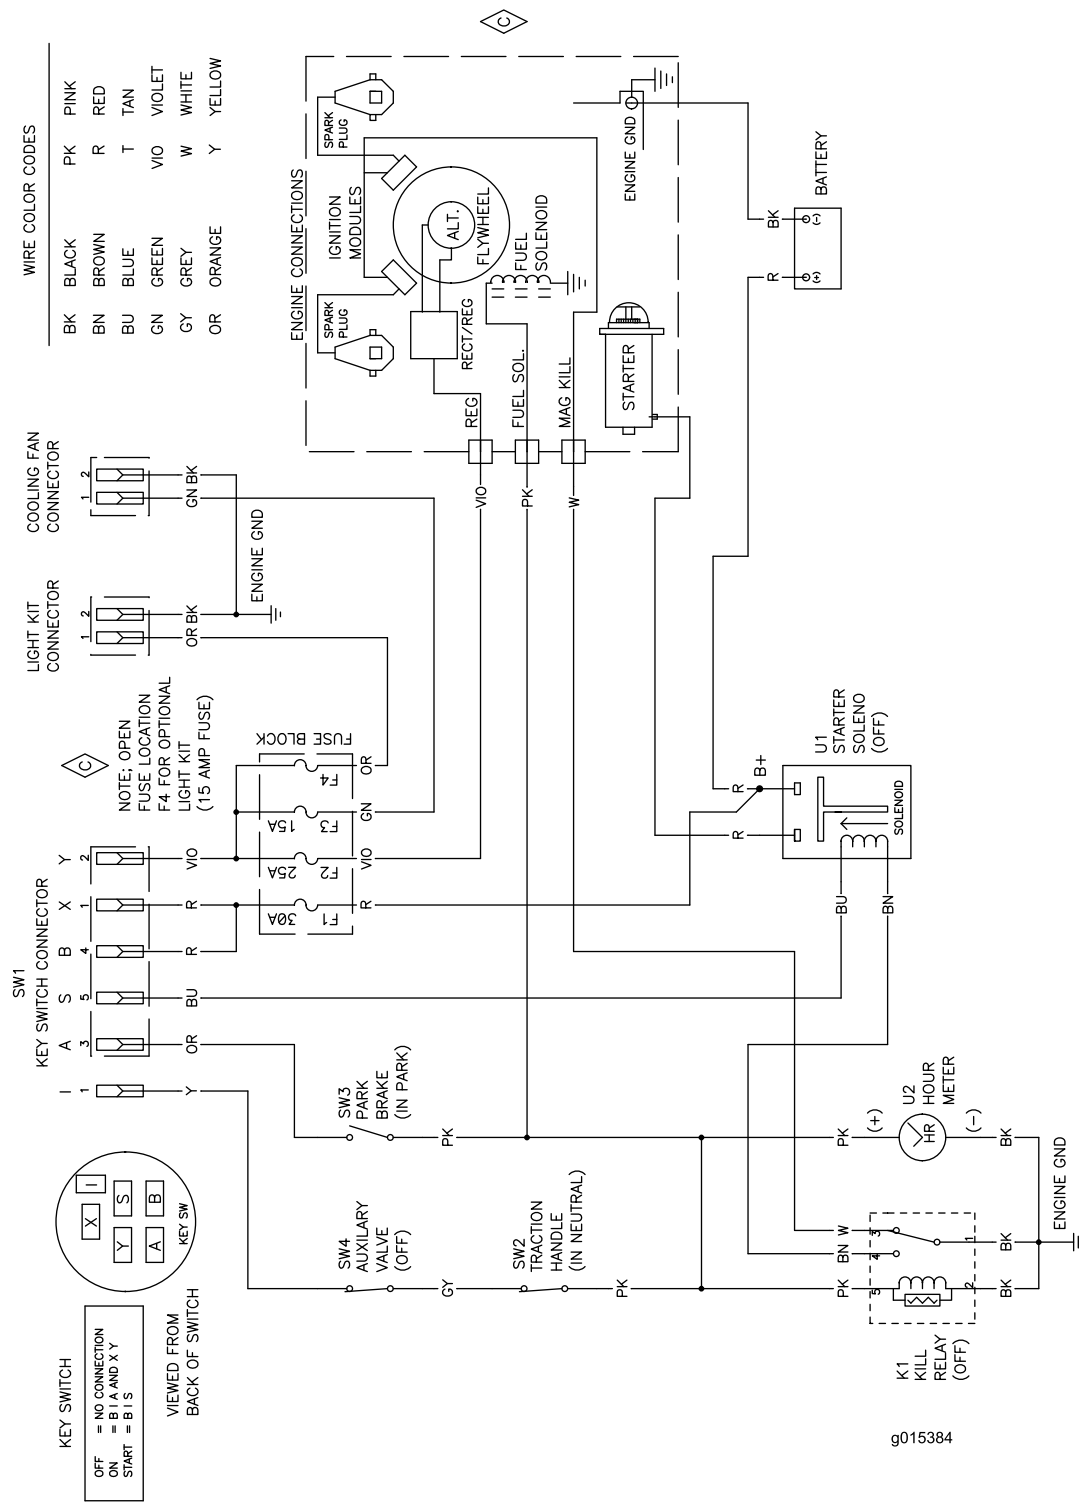 KEY SWITCH
OFF = NO CONNECTION
ON = B I A AND X Y
START = B I S
VIEWED FROM
BACK OF SWITCH
X
I
Y
S
A
B
KEY SW
SW1
KEY SWITCH CONNECTOR
I A S B X Y
1 3 5 4 1 2
Y OR BU R R VIO
NOTE; OPEN
FUSE LOCATION
F4 FOR OPTIONAL
LIGHT KIT
(15 AMP FUSE)
C
LIGHT KIT
CONNECTOR
1 2
OR BK
COOLING FAN
CONNECTOR
1 2
GN BK
ENGINE GND
WIRE COLOR CODES
BK BLACK PK PINK
BN BROWN R RED
BU BLUE T TAN
GN GREEN VIO VIOLET
GY GREY W WHITE
OR ORANGE Y YELLOW
FUSE BLOCK
30A 25A 15A
F1 F2 F3 F4
R VIO GN OR
SW4
AUXILARY
VALVE
(OFF)
SW3
PARK
BRAKE
(IN PARK)
GY
PK
SW2
TRACTION
HANDLE
(IN NEUTRAL)
PK
C
ENGINE CONNECTIONS
SPARK
PLUG
SPARK
PLUG
IGNITION
MODULES
ALT.
FLYWHEEL
RECT/REG
FUEL
SOLENOID
REG
FUEL SOL.
MAG KILL
STARTER
ENGINE GND
VIO
PK
W
R
BK
(+)
(-)
BATTERY
R
R
B+
U1
STARTER
SOLENO
(OFF)
SOLENOID
BU
BN
PK
BN
W
PK
5
4
3
2
1
K1
KILL
RELAY
(OFF)
(+)
HR
(-)
U2
HOUR
METER
BK
BK
BK
ENGINE GND
g015384